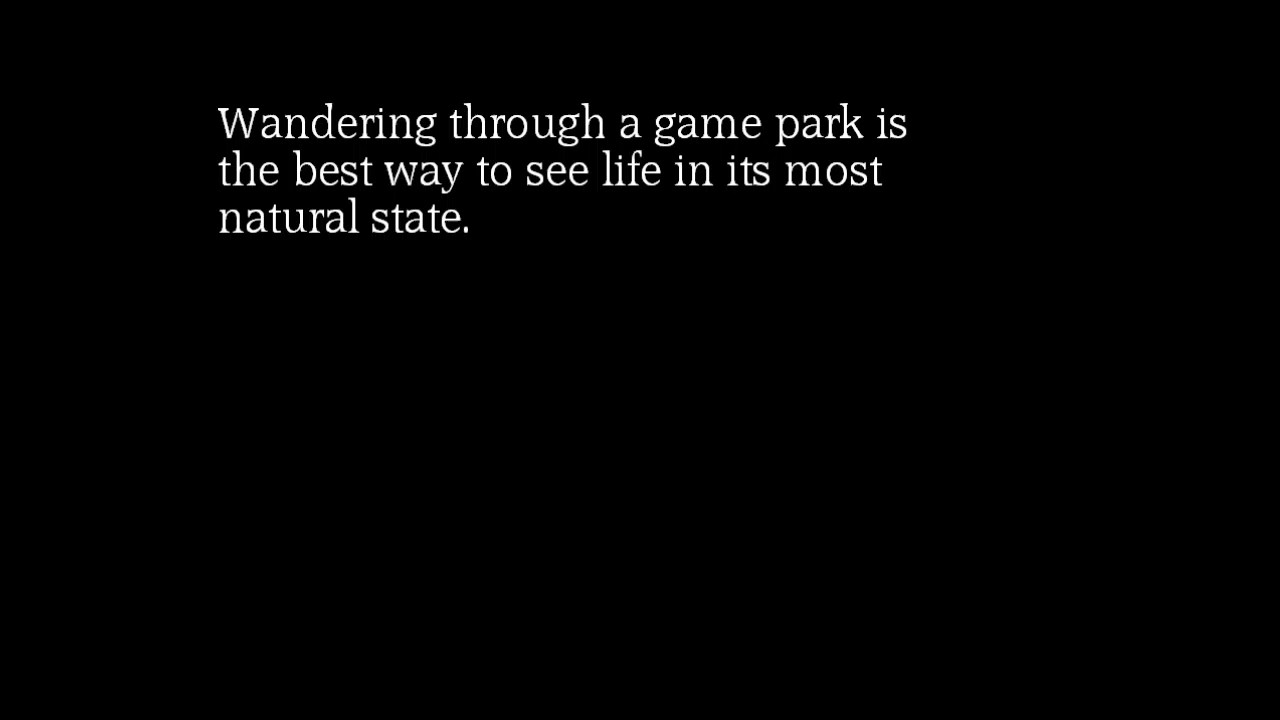 Wandering through a game park is
the best way to see life in its most
natural state.